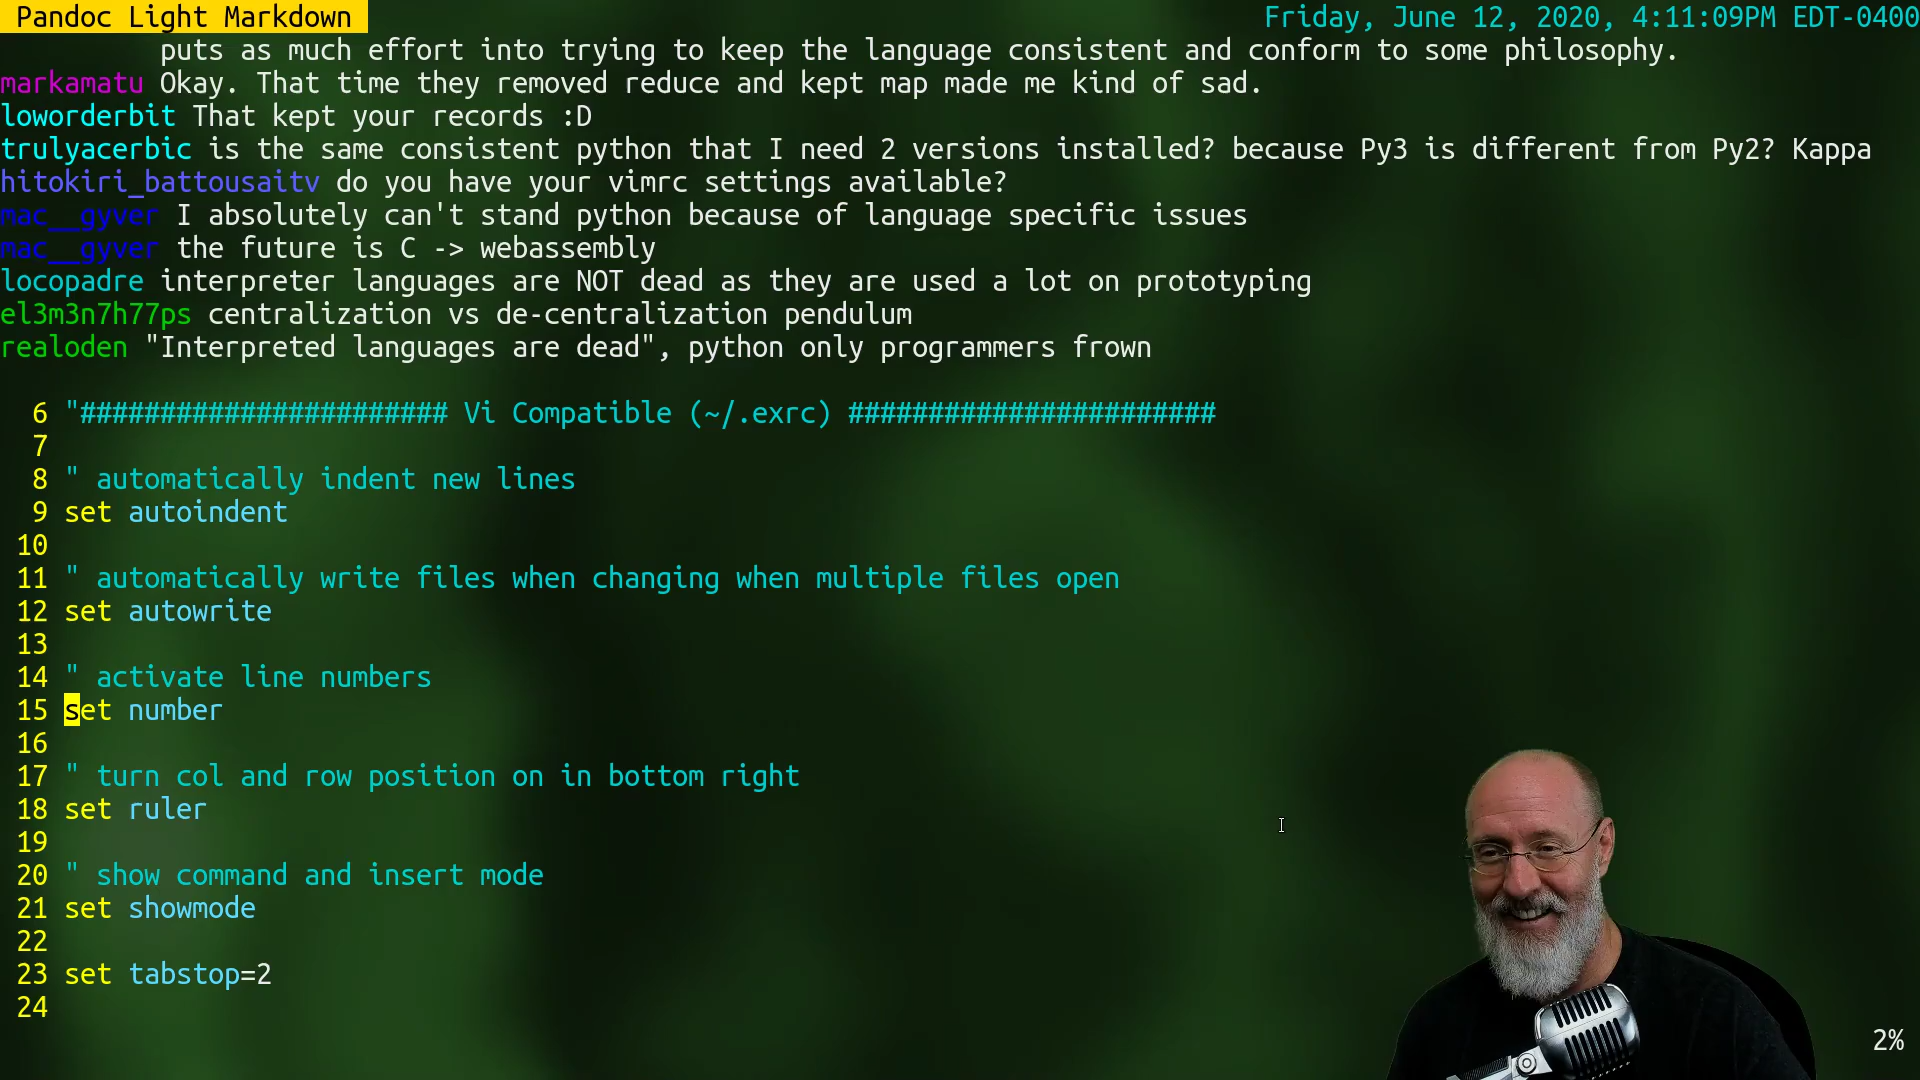 Pandoc Light Markdown
Friday, June 12, 2020, 4:11:09PM EDT-0400
puts as much effort into trying to keep the language consistent and conform to some philosophy.
markamatu Okay. That time they removed reduce and kept map made me kind of sad.
loworderbit That kept your records :D
trulyacerbic is the same consistent python that I need 2 versions installed? because Py3 is different from Py2? Kappa
hitokiri_battousaitv do you have your vimrc settings available?
mac__gyver I absolutely can't stand python because of language specific issues
mac__gyver the future is C -> webassembly
locopadre interpreter languages are NOT dead as they are used a lot on prototyping
el3m3n7h77ps centralization vs de-centralization pendulum
realoden "Interpreted languages are dead", python only programmers frown
6 "####################### Vi Compatible (~/.exrc) #######################
7
8 " automatically indent new lines
9 set autoindent
10
11 " automatically write files when changing when multiple files open
12 set autowrite
13
14 " activate line numbers
15 set number
16
17 " turn col and row position on in bottom right
18 set ruler
19
20 " show command and insert mode
21 set showmode
22
23 set tabstop=2
24
2%